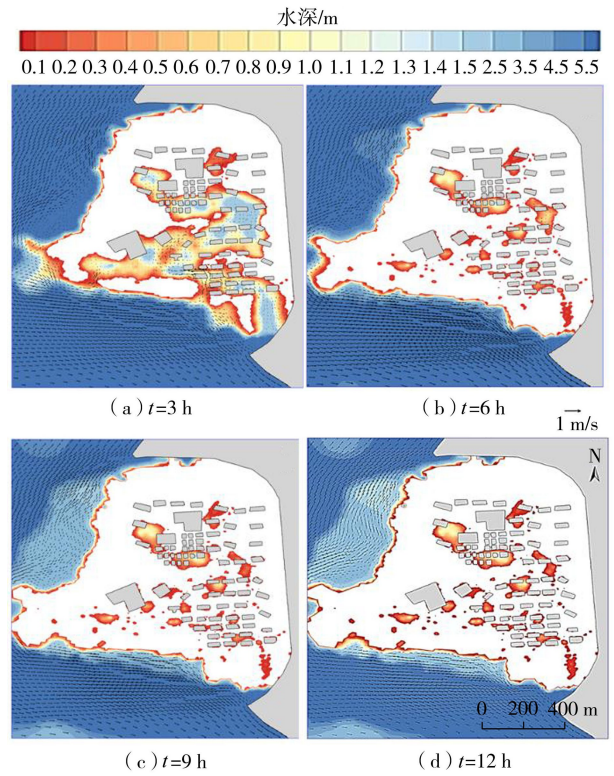 水深/m
0.1 0.2 0.3 0.4 0.5 0.6 0.7 0.8 0.9 1.0 1.1 1.2 1.3 1.4 1.5 2.5 3.5 4.5 5.5
（a）t=3 h
（b）t=6 h
1 m/s
N
0 200 400 m
（c）t=9 h
（d）t=12 h